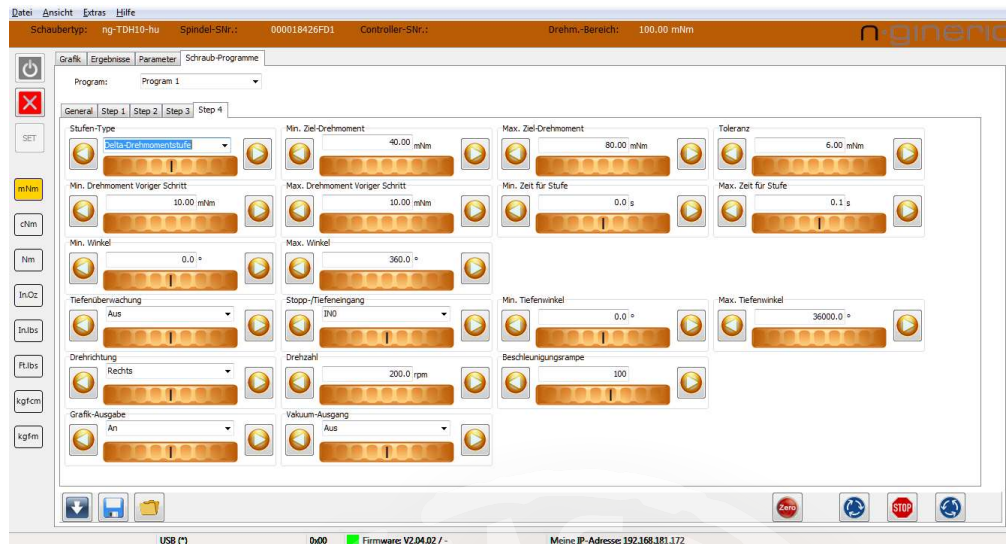 Datei Ansicht Extras Hilfe
Schaubertyp: ng-TDH10-hu Spindel-SNr.: 000018426FD1 Controller-SNr.: Drehm.-Bereich: 100.00 mNm n-gineric
Grafik Ergebnisse Parameter Schraub-Programme
Program: Program 1
General Step 1 Step 2 Step 3 Step 4
Stufen-Type Min. Ziel-Drehmoment Max. Ziel-Drehmoment Toleranz
SET Delta-Drehmomentstufe 40.00 mNm 80.00 mNm 6.00 mNm
Min. Drehmoment Voriger Schritt Max. Drehmoment Voriger Schritt Min. Zeit für Stufe Max. Zeit für Stufe
mNm 10.00 mNm 10.00 mNm 0.0 s 0.1 s
cNm
Min. Winkel Max. Winkel
Nm 0.0 ° 360.0 °
In.Oz
Tiefenüberwachung Stopp-/Tiefeneingang Min. Tiefenwinkel Max. Tiefenwinkel
Aus IN0 0.0 ° 36000.0 °
In.lbs
Drehrichtung Drehzahl Beschleunigungsrampe
Ft.lbs Rechts 200.0 rpm 100
kgf-cm
Grafik-Ausgabe Vakuum-Ausgang
kgf-m An Aus
Zero STOP
USB (*) 0x00 Firmware: V2.04.02 / - Meine IP-Adresse: 192.168.181.172